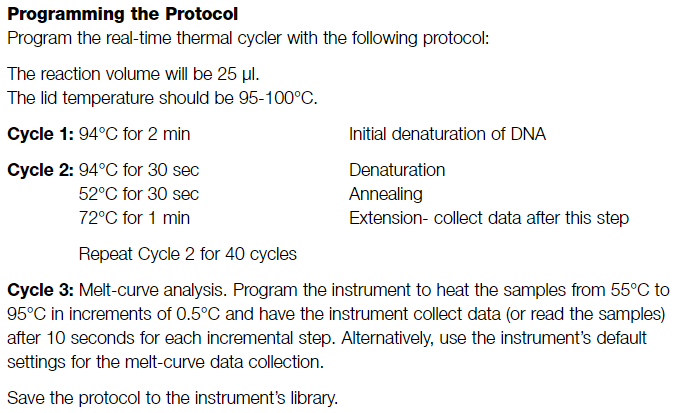 Programming the Protocol
Program the real-time thermal cycler with the following protocol:
The reaction volume will be 25 µl.
The lid temperature should be 95-100°C.
Cycle 1: 94°C for 2 min Initial denaturation of DNA
Cycle 2: 94°C for 30 sec Denaturation
52°C for 30 sec Annealing
72°C for 1 min Extension- collect data after this step
Repeat Cycle 2 for 40 cycles
Cycle 3: Melt-curve analysis. Program the instrument to heat the samples from 55°C to
95°C in increments of 0.5°C and have the instrument collect data (or read the samples)
after 10 seconds for each incremental step. Alternatively, use the instrument’s default
settings for the melt-curve data collection.
Save the protocol to the instrument’s library.